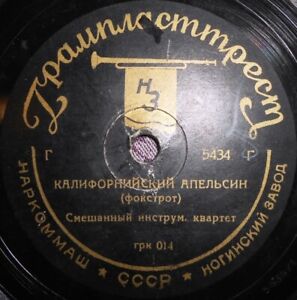 Грампласттрест
НЗ
Г 5434 Г
КАЛИФОРНИЙСКИЙ АПЕЛЬСИН
(фокстрот)
Смешанный инструм. квартет
грк 014
НАРКОММАШ ★ СССР ★ НОГИНСКИЙ ЗАВОД